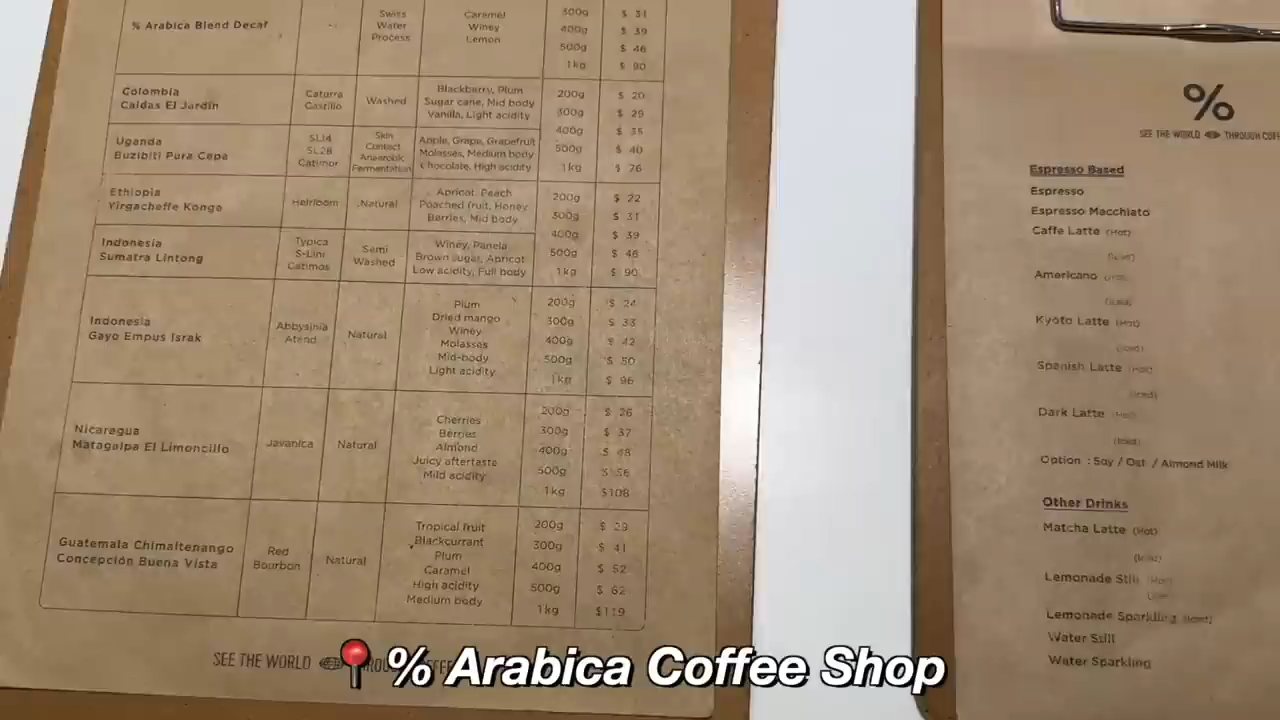 % Arabica Blend Decaf
Swiss
Water
Process
Caramel
Winey
Lemon
300g $ 31
400g $ 39
500g $ 46
1kg $ 90
Colombia
Caldas El Jardin
Caturra
Castillo
Washed
Blackberry, Plum
Sugar cane, Mid body
Vanilla, Light acidity
Uganda
Buzibiti Pura Cepa
SL14
SL28
Catimor
Skin
Contact
Anaerobic
Fermentation
Apple, Grape, Grapefruit
Molasses, Medium body
Chocolate, High acidity
200g $ 20
300g $ 29
400g $ 35
500g $ 40
1kg $ 76
Ethiopia
Yirgacheffe Konga
Heirloom
Natural
Apricot, Peach
Poached fruit, Honey
Berries, Mid body
Indonesia
Sumatra Lintong
Typica
S-Lini
Catimos
Semi
Washed
Winey, Panela
Brown sugar, Apricot
Low acidity, Full body
200g $ 22
300g $ 31
400g $ 39
500g $ 46
1kg $ 90
Indonesia
Gayo Empus Israk
Abbysinia
Atend
Natural
Plum
Dried mango
Winey
Molasses
Mid-body
Light acidity
200g $ 24
300g $ 33
400g $ 42
500g $ 50
1kg $ 96
Nicaragua
Matagalpa El Limoncillo
Javanica
Natural
Cherries
Berries
Almond
Juicy aftertaste
Mild acidity
200g $ 26
300g $ 37
400g $ 48
500g $ 56
1kg $108
Guatemala Chimaltenango
Concepción Buena Vista
Red
Bourbon
Natural
Tropical fruit
Blackcurrant
Plum
Caramel
High acidity
Medium body
200g $ 29
300g $ 41
400g $ 52
500g $ 62
1kg $119
SEE THE WORLD
%
SEE THE WORLD THROUGH
Espresso Based
Espresso
Espresso Macchiato
Caffe Latte (Hot)
(Iced)
Americano (Hot)
(Iced)
Kyoto Latte (Hot)
(Iced)
Spanish Latte (Hot)
(Iced)
Dark Latte (Hot)
(Iced)
Option : Soy / Oat / Almond Milk
Other Drinks
Matcha Latte (Hot)
(Iced)
Lemonade Still (Hot)
Lemonade Sparkling (Iced)
Water Still
Water Sparkling
% Arabica Coffee Shop